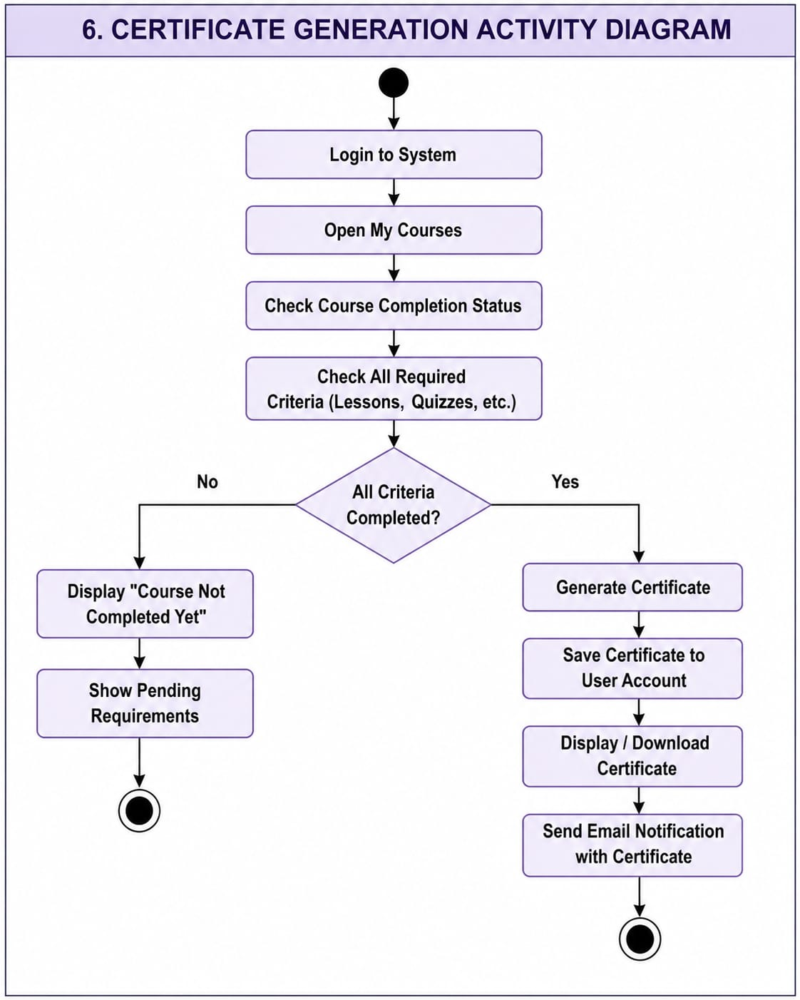 6. CERTIFICATE GENERATION ACTIVITY DIAGRAM
Login to System
Open My Courses
Check Course Completion Status
Check All Required
Criteria (Lessons, Quizzes, etc.)
All Criteria
Completed?
No
Yes
Display "Course Not
Completed Yet"
Show Pending
Requirements
Generate Certificate
Save Certificate to
User Account
Display / Download
Certificate
Send Email Notification
with Certificate